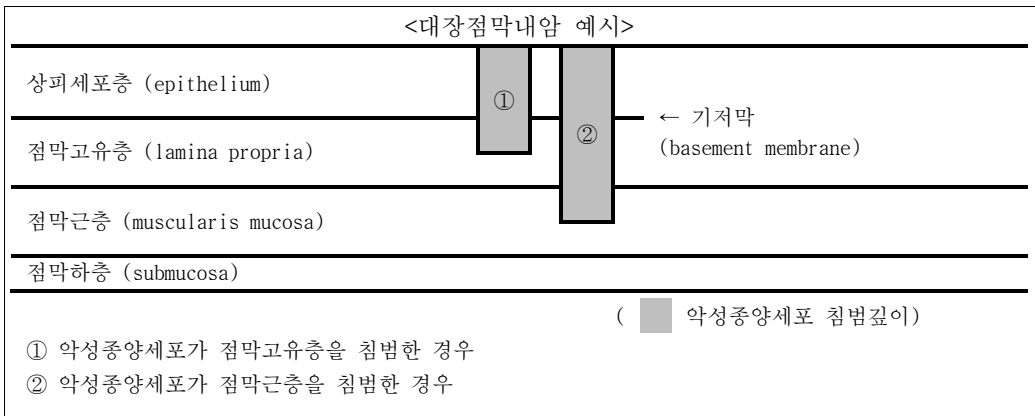 <대장점막내암 예시>
상피세포층 (epithelium)
①
← 기저막
(basement membrane)
②
점막고유층 (lamina propria)
점막근층 (muscularis mucosa)
점막하층 (submucosa)
( 악성종양세포 침범깊이)
① 악성종양세포가 점막고유층을 침범한 경우
② 악성종양세포가 점막근층을 침범한 경우